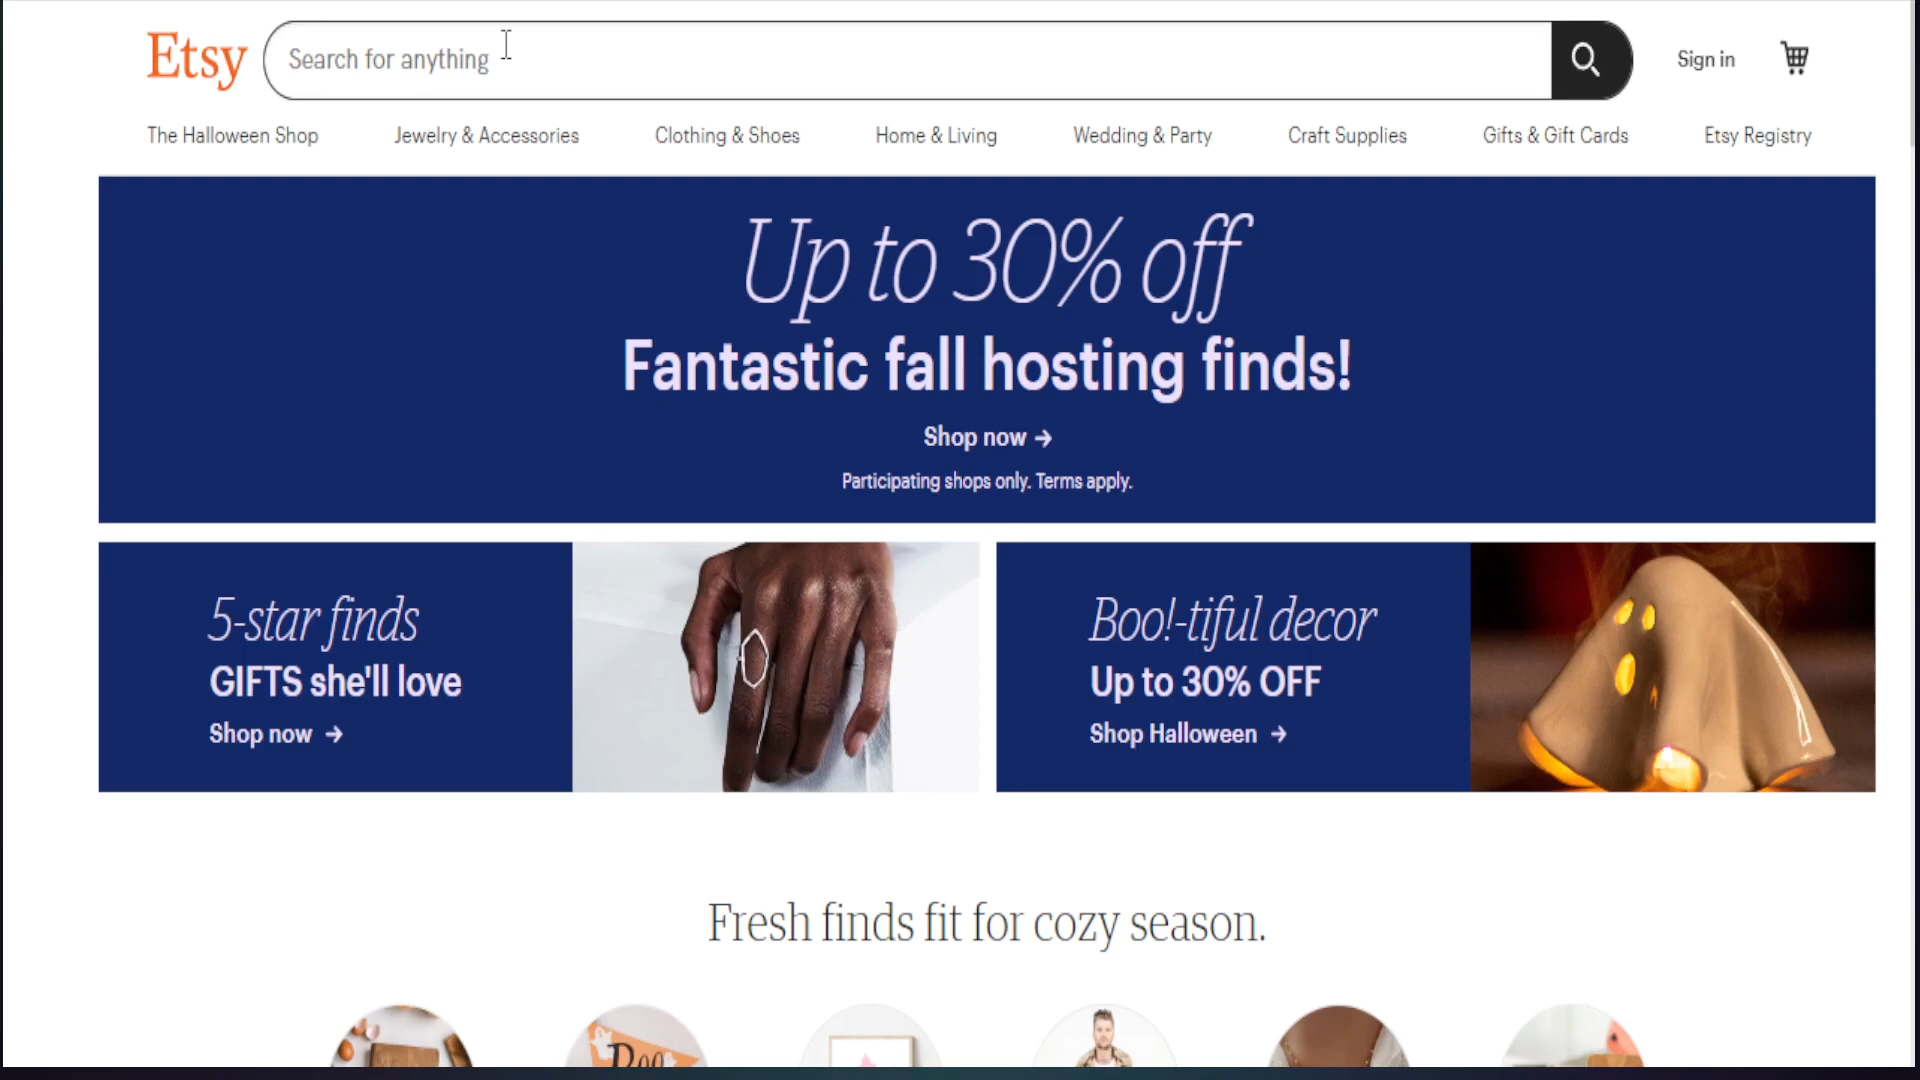 Etsy
Search for anything
Sign in
The Halloween Shop
Jewelry & Accessories
Clothing & Shoes
Home & Living
Wedding & Party
Craft Supplies
Gifts & Gift Cards
Etsy Registry
Up to 30% off
Fantastic fall hosting finds!
Shop now →
Participating shops only. Terms apply.
5-star finds
GIFTS she'll love
Shop now →
Boo!-tiful decor
Up to 30% OFF
Shop Halloween →
Fresh finds fit for cozy season.